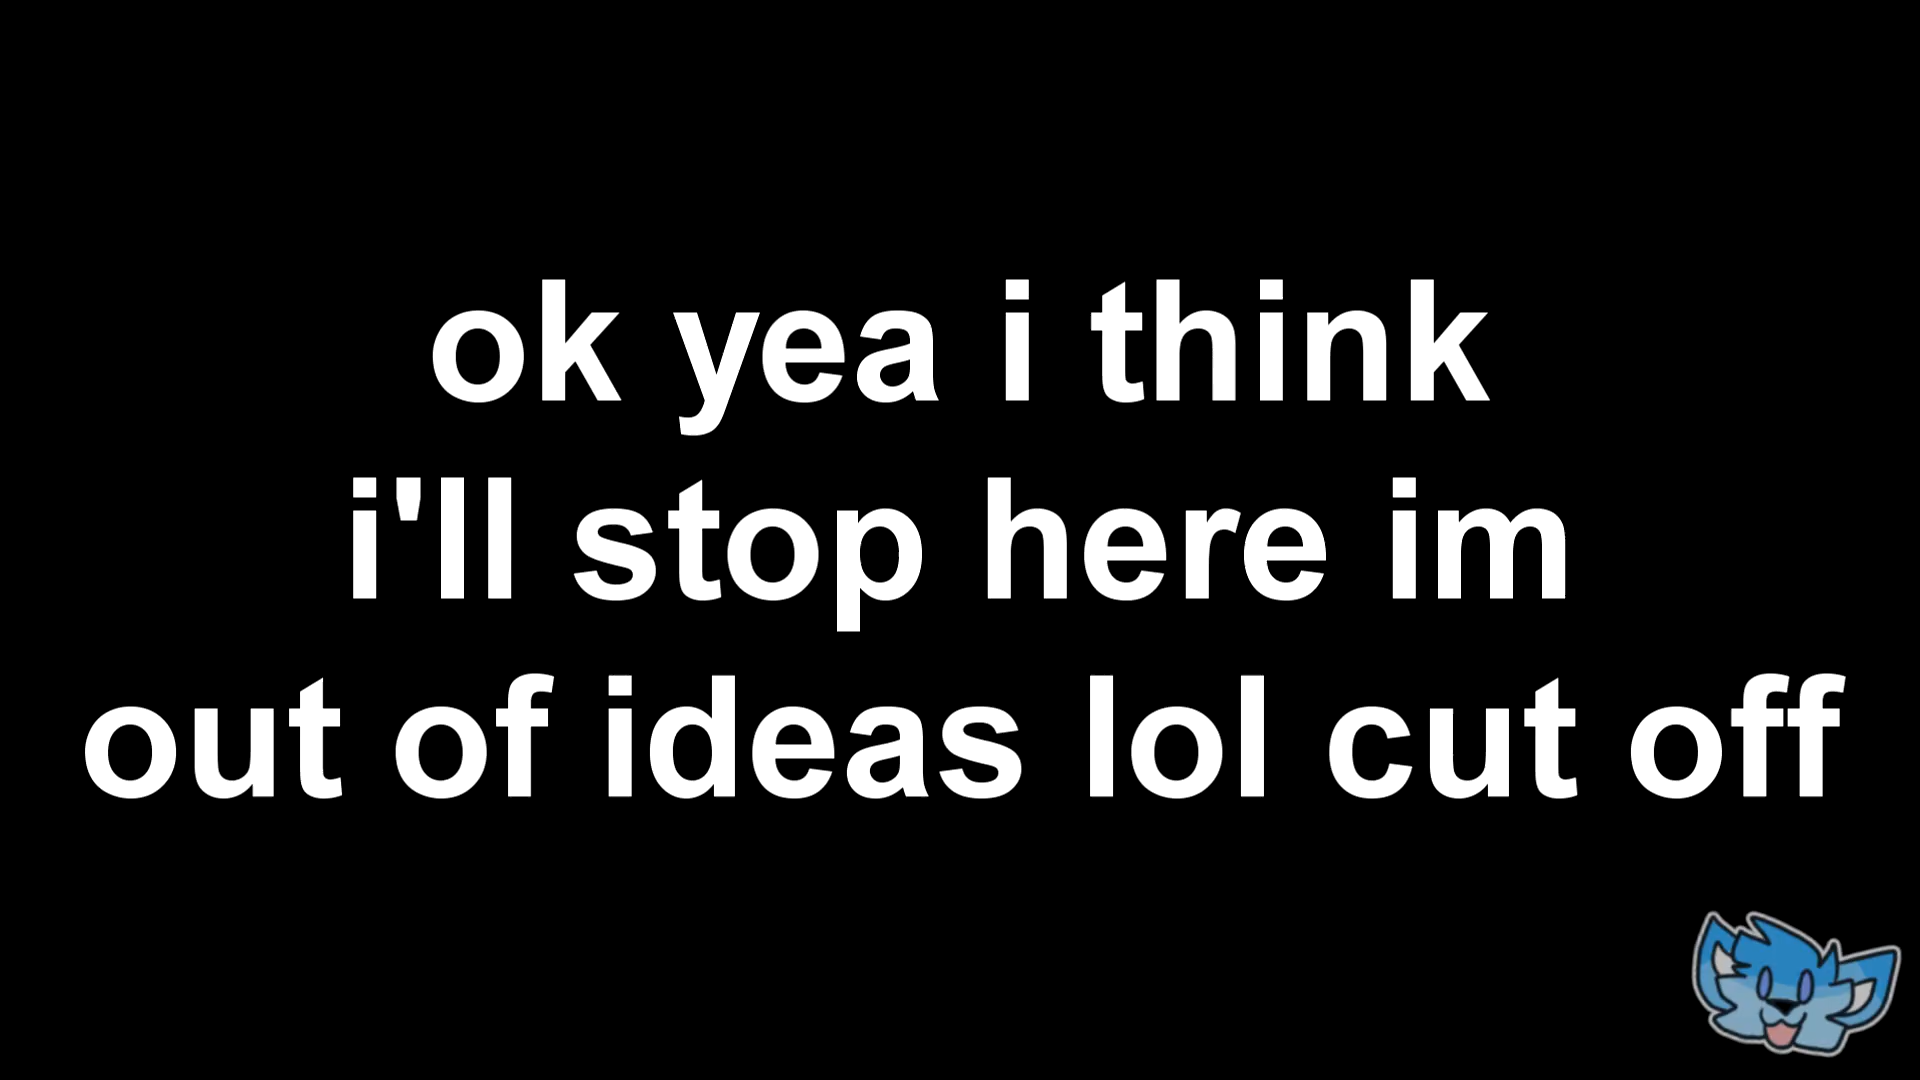 ok yea i think
i'll stop here im
out of ideas lol cut off